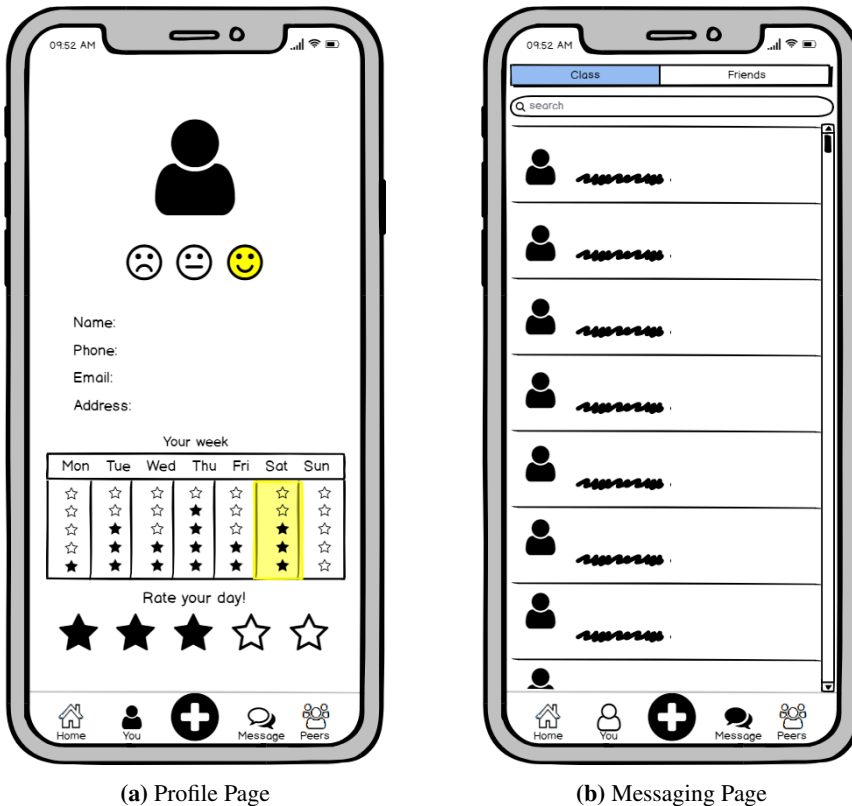 09:52 AM
Name:
Phone:
Email:
Address:
Your week
Mon Tue Wed Thu Fri Sat Sun
Rate your day!
Home You Message Peers
(a) Profile Page
09:52 AM
Class Friends
search
Home You Message Peers
(b) Messaging Page